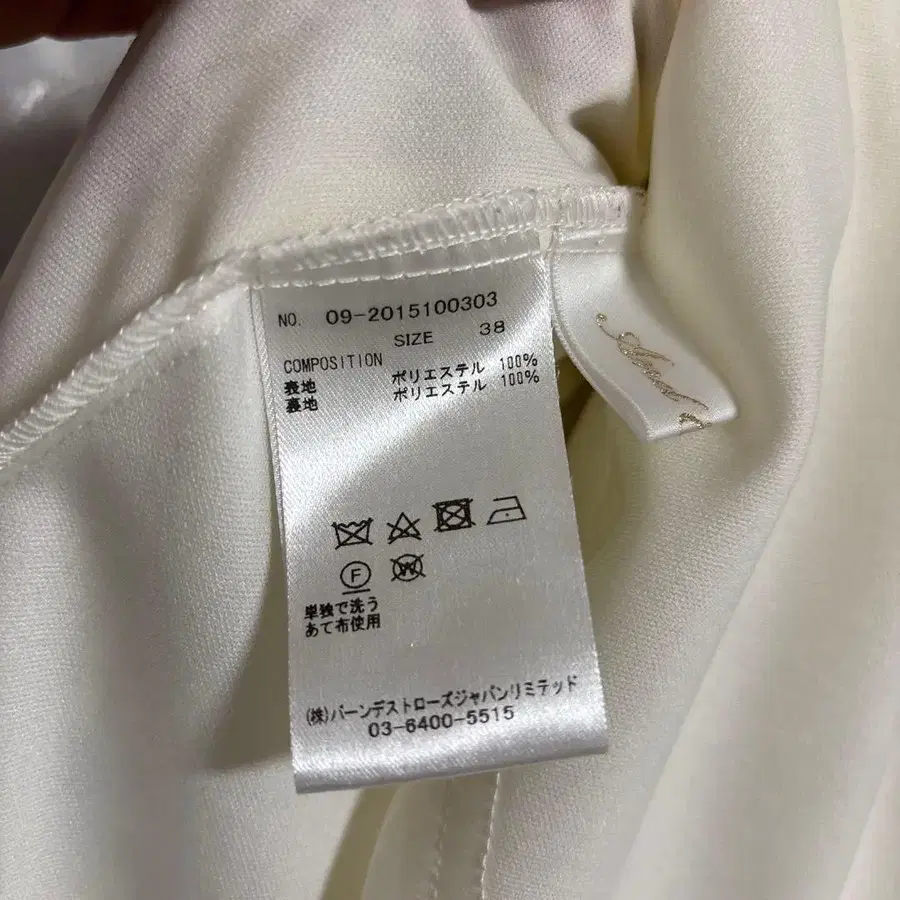 NO. 09-2015100303
SIZE 38
COMPOSITION
表地 ポリエステル 100%
裏地 ポリエステル 100%
F
W
単独で洗う
あて布使用
(株)バーンデストローズジャパンリミテッド
03-6400-5515